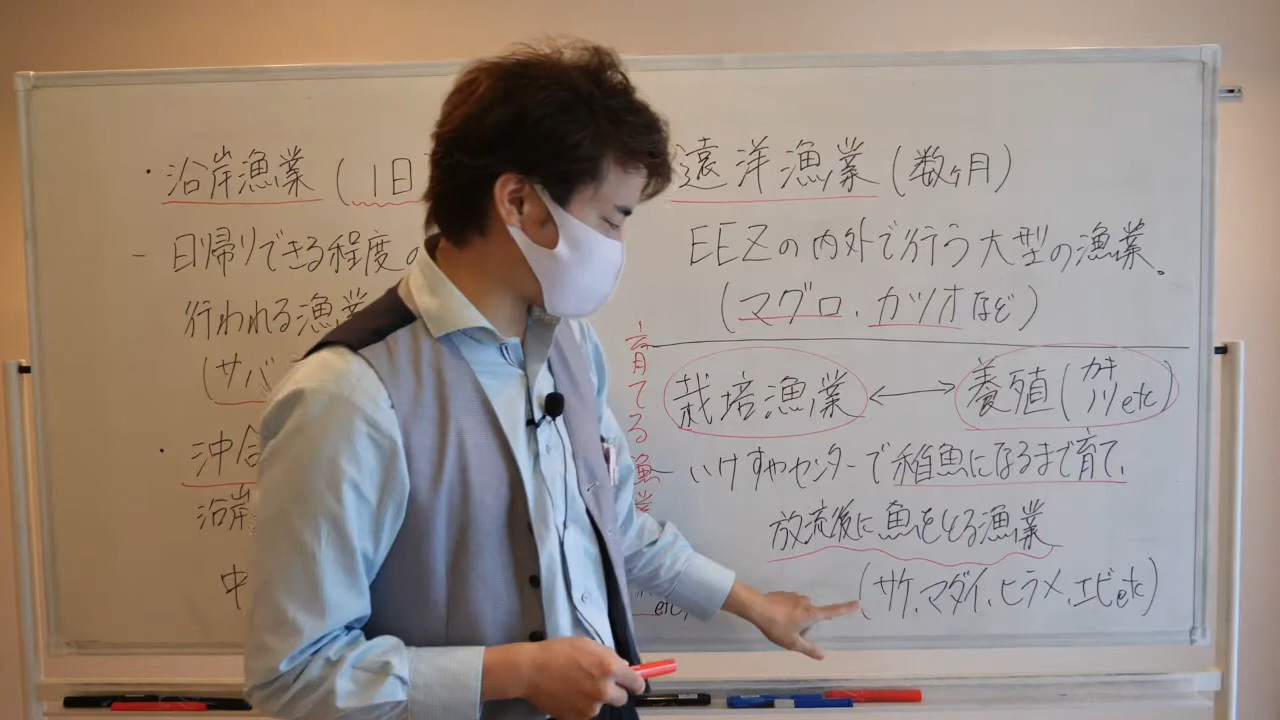 ・沿岸漁業 (1日
- 日帰りできる程度の
行われる漁業
(サバ
・沖合
沿岸
中
etc)
遠洋漁業 (数ヶ月)
EEZの内外で行う大型の漁業。
(マグロ、カツオなど)
育てる漁業
栽培漁業 ↔ 養殖 (カキ ノリ etc)
いけすやセンターで稚魚になるまで育て、
放流後に魚をとる漁業
(サケ、マダイ、ヒラメ、エビetc)